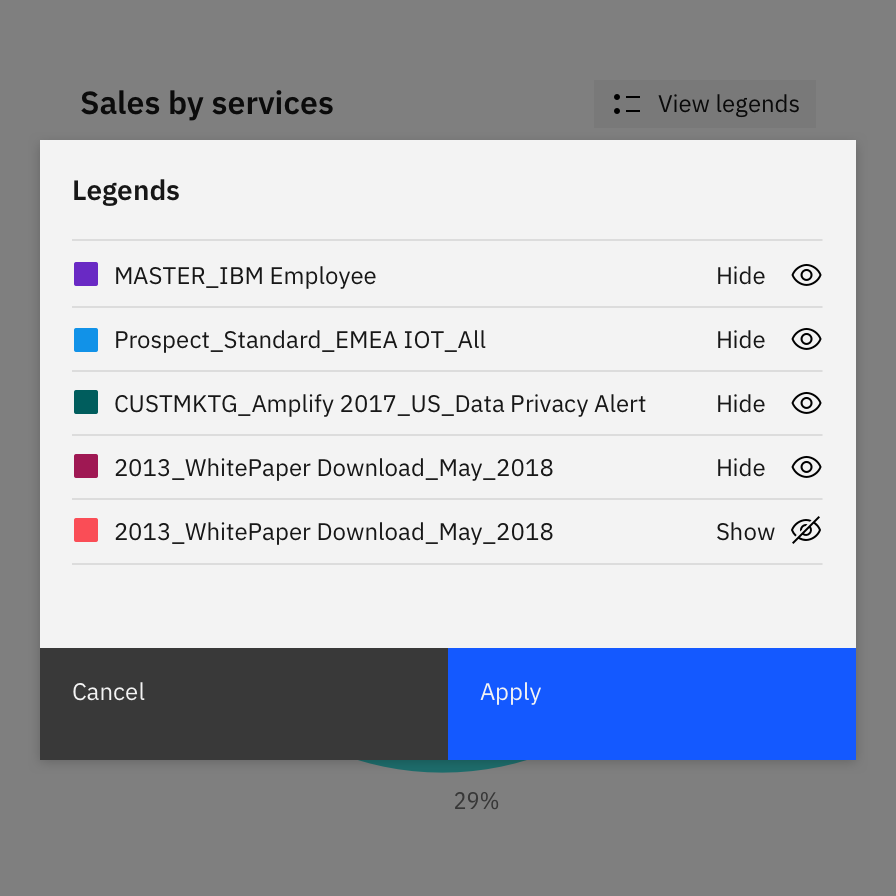 Sales by services
View legends
Legends
MASTER_IBM Employee Hide
Prospect_Standard_EMEA IOT_All Hide
CUSTMKTG_Amplify 2017_US_Data Privacy Alert Hide
2013_WhitePaper Download_May_2018 Hide
2013_WhitePaper Download_May_2018 Show
Cancel
Apply
29%